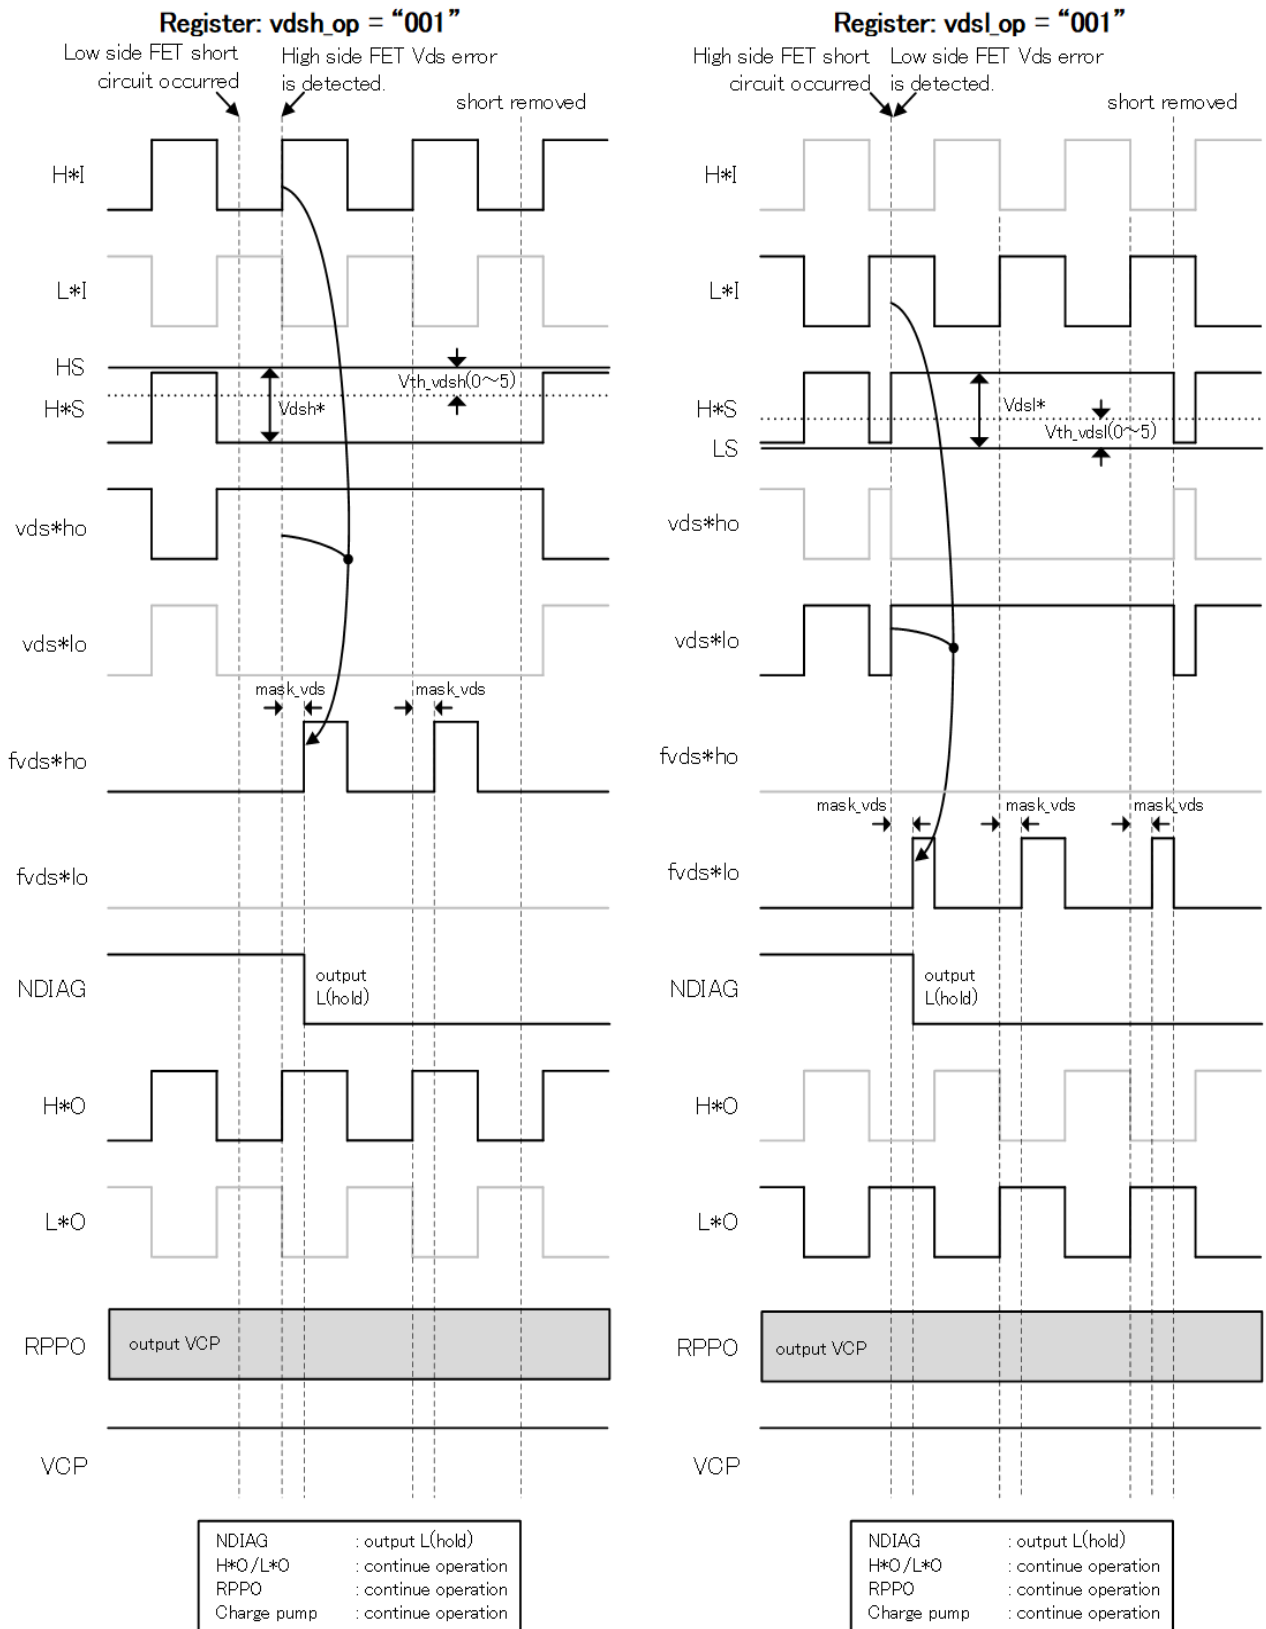 Register: vdsh_op = “001”
Low side FET short
circuit occurred
High side FET Vds error
is detected.
short removed
H*I
L*I
HS
Vth_vdsh(0～5)
H*S
Vdsh*
vds*ho
vds*lo
mask_vds
fvds*ho
fvds*lo
NDIAG
output
L(hold)
H*O
L*O
RPPO
output VCP
VCP
NDIAG : output L(hold)
H*O/L*O : continue operation
RPPO : continue operation
Charge pump : continue operation
Register: vdsl_op = “001”
High side FET short
circuit occurred
Low side FET Vds error
is detected.
short removed
H*I
L*I
H*S
Vdsl*
Vth_vdsl(0～5)
LS
vds*ho
vds*lo
fvds*ho
mask_vds mask_vds mask_vds
fvds*lo
NDIAG
output
L(hold)
H*O
L*O
RPPO
output VCP
VCP
NDIAG : output L(hold)
H*O/L*O : continue operation
RPPO : continue operation
Charge pump : continue operation